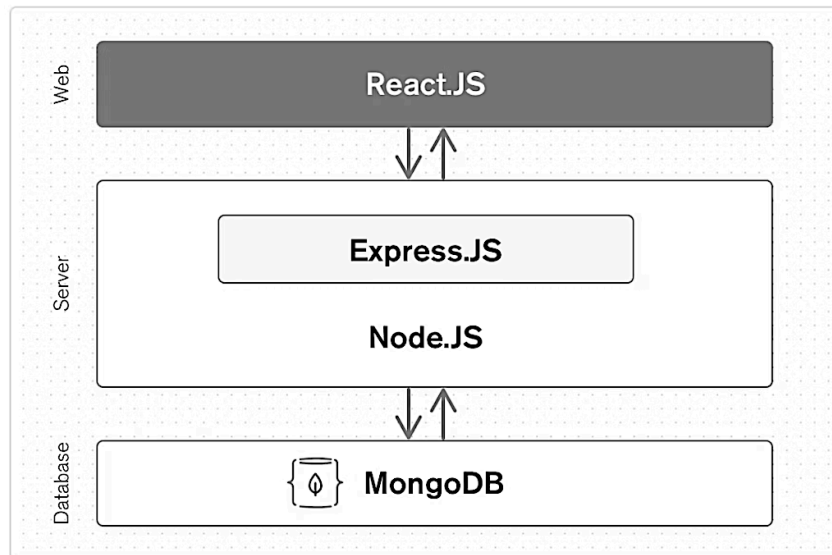 Web
React.JS
Server
Express.JS
Node.JS
Database
MongoDB